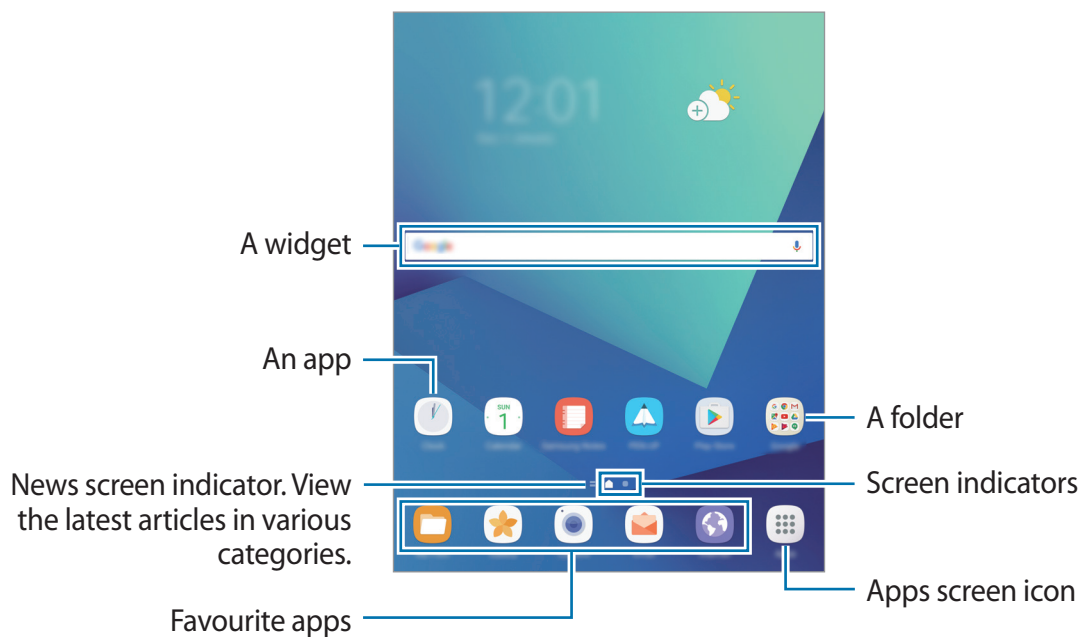 12:01
A widget
Google
An app
SUN
1
A folder
News screen indicator. View
the latest articles in various
categories.
Screen indicators
Apps screen icon
Favourite apps